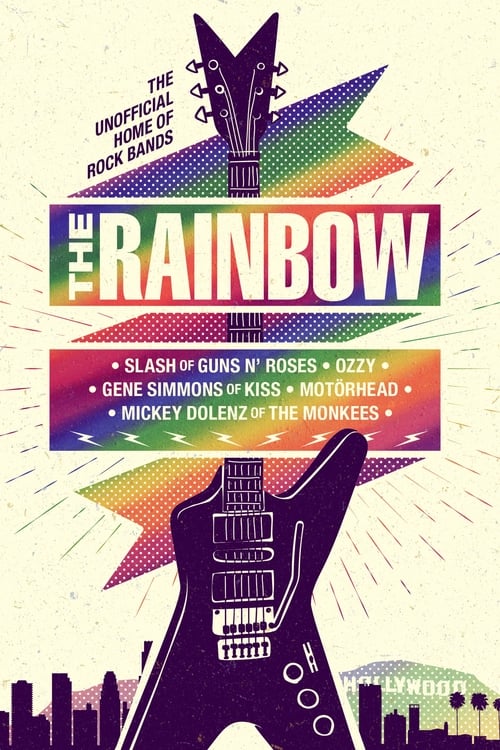 THE
UNOFFICIAL
HOME OF
ROCK BANDS
THE RAINBOW
• SLASH OF GUNS N' ROSES • OZZY •
• GENE SIMMONS OF KISS • MOTÖRHEAD •
• MICKEY DOLENZ OF THE MONKEES •
HOLLYWOOD